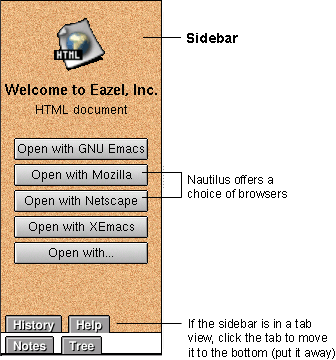 Sidebar
HTML
Welcome to Eazel, Inc.
HTML document
Open with GNU Emacs
Open with Mozilla
Open with Netscape
Nautilus offers a
choice of browsers
Open with XEmacs
Open with...
History Help
Notes Tree
If the sidebar is in a tab
view, click the tab to move
it to the bottom (put it away)